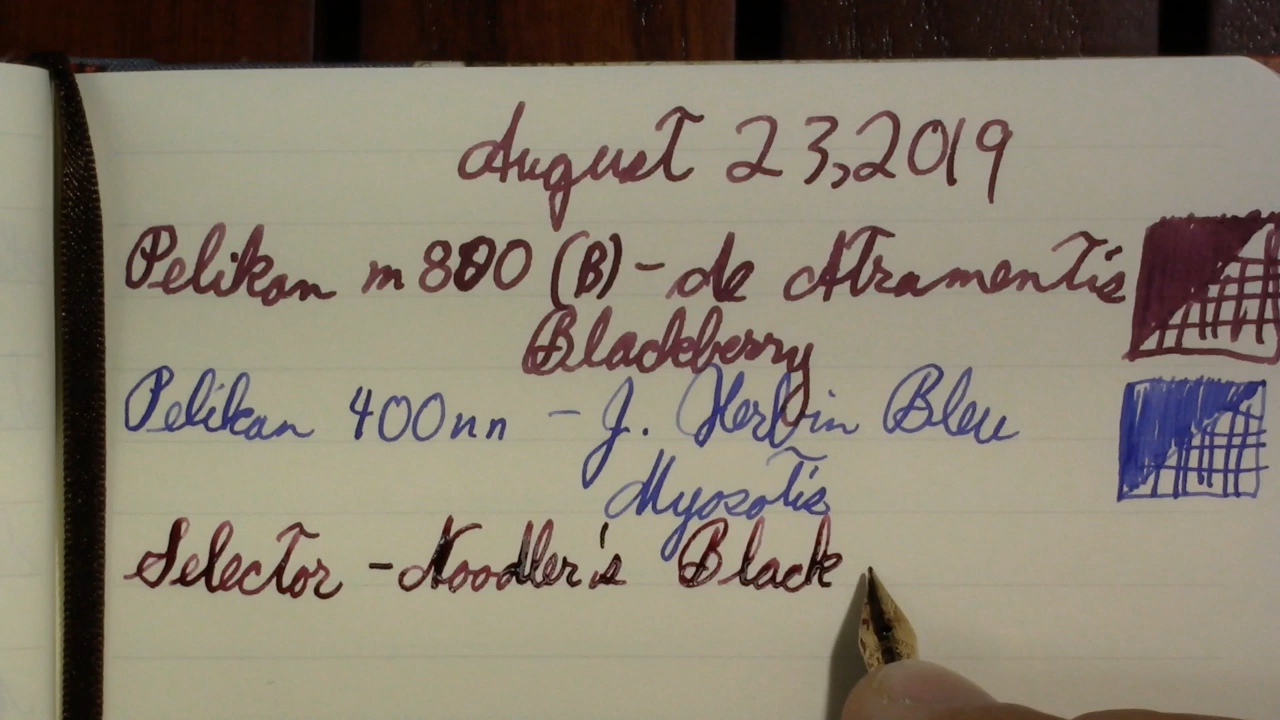 August 23, 2019
Pelikan m800 (B) - de Atramentis
Blackberry
Pelikan 400nn - J. Herbin Bleu
Myosotis
Selector - Noodler's Black